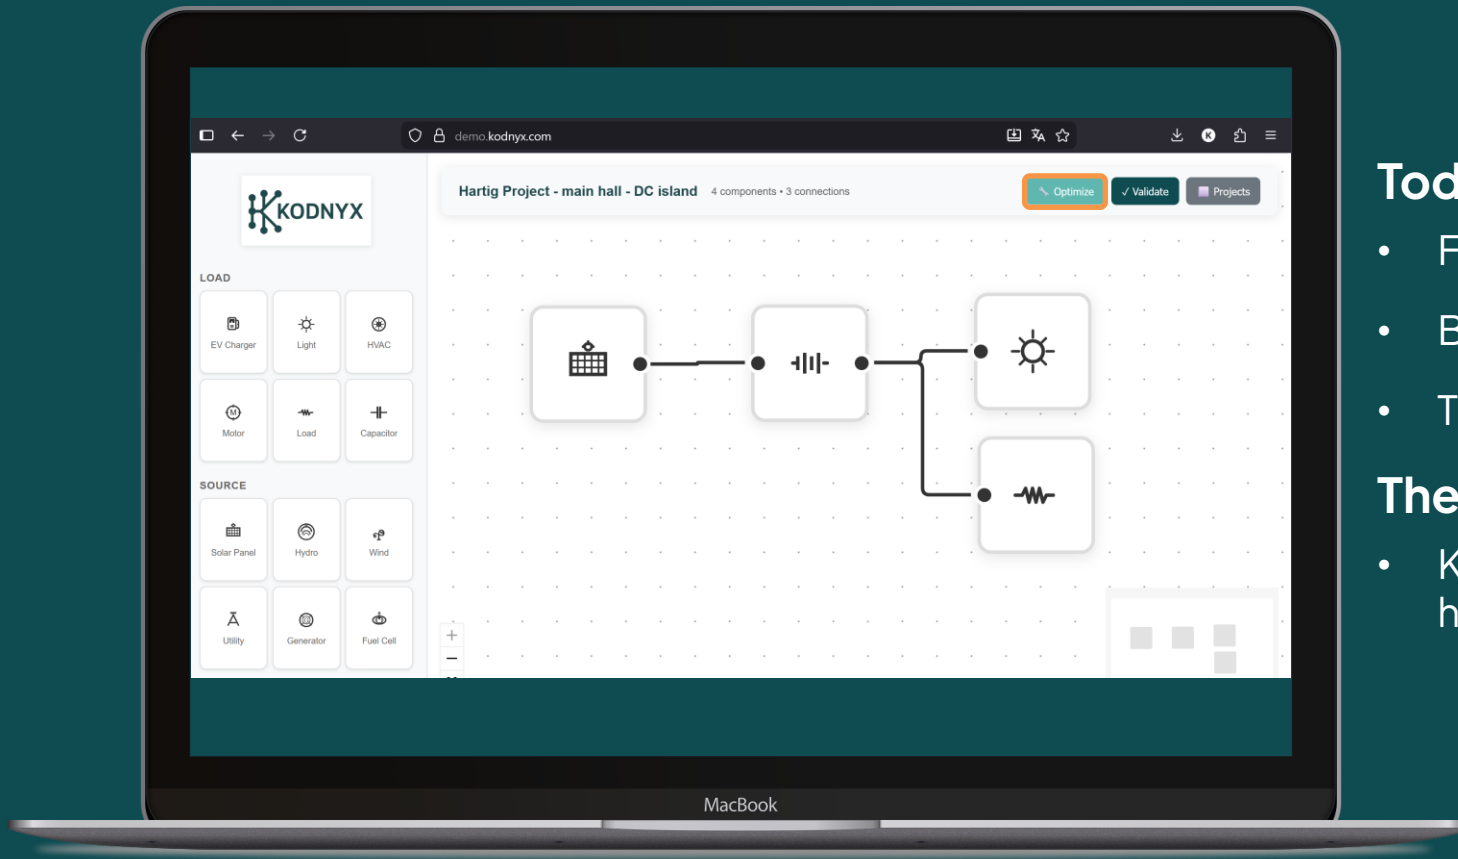 demo.kodnyx.com
KODNYX
Hartig Project - main hall - DC island 4 components • 3 connections
Optimize
✓ Validate
Projects
LOAD
EV Charger Light HVAC
M
Motor Load Capacitor
SOURCE
Solar Panel Hydro Wind
Utility Generator Fuel Cell
K
MacBook
Tod
• F
• B
• T
The
• K
h